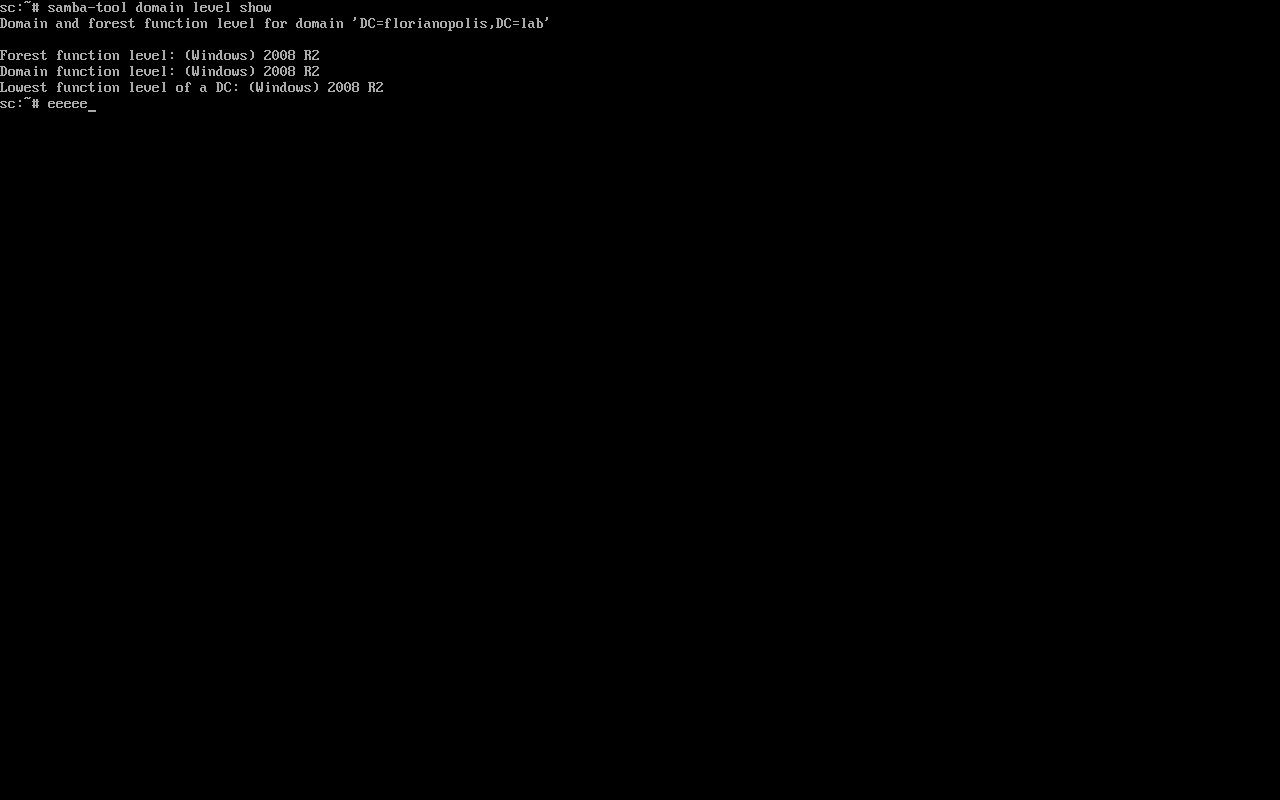 sc:~# samba-tool domain level show
Domain and forest function level for domain 'DC=florianopolis,DC=lab'
Forest function level: (Windows) 2008 R2
Domain function level: (Windows) 2008 R2
Lowest function level of a DC: (Windows) 2008 R2
sc:~# eeeee_